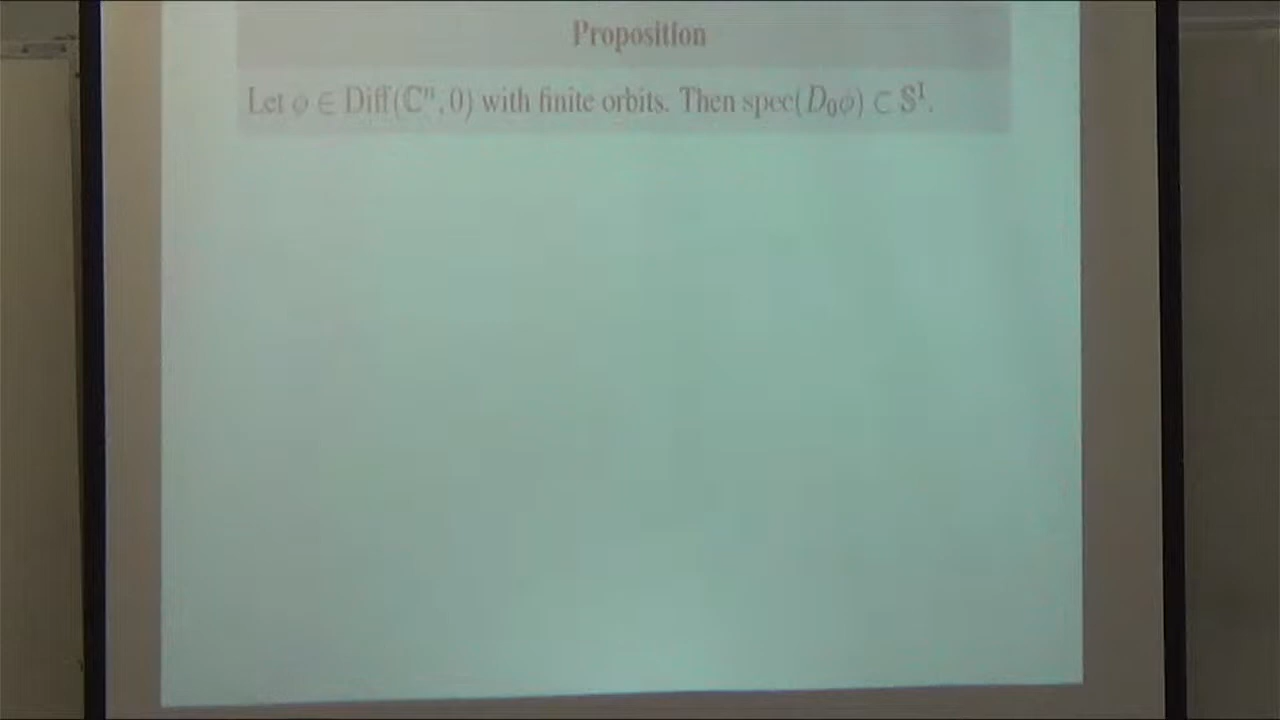 Proposition
Let φ ∈ Diff(ℂⁿ, 0) with finite orbits. Then spec(D₀φ) ⊂ 𝕊¹.